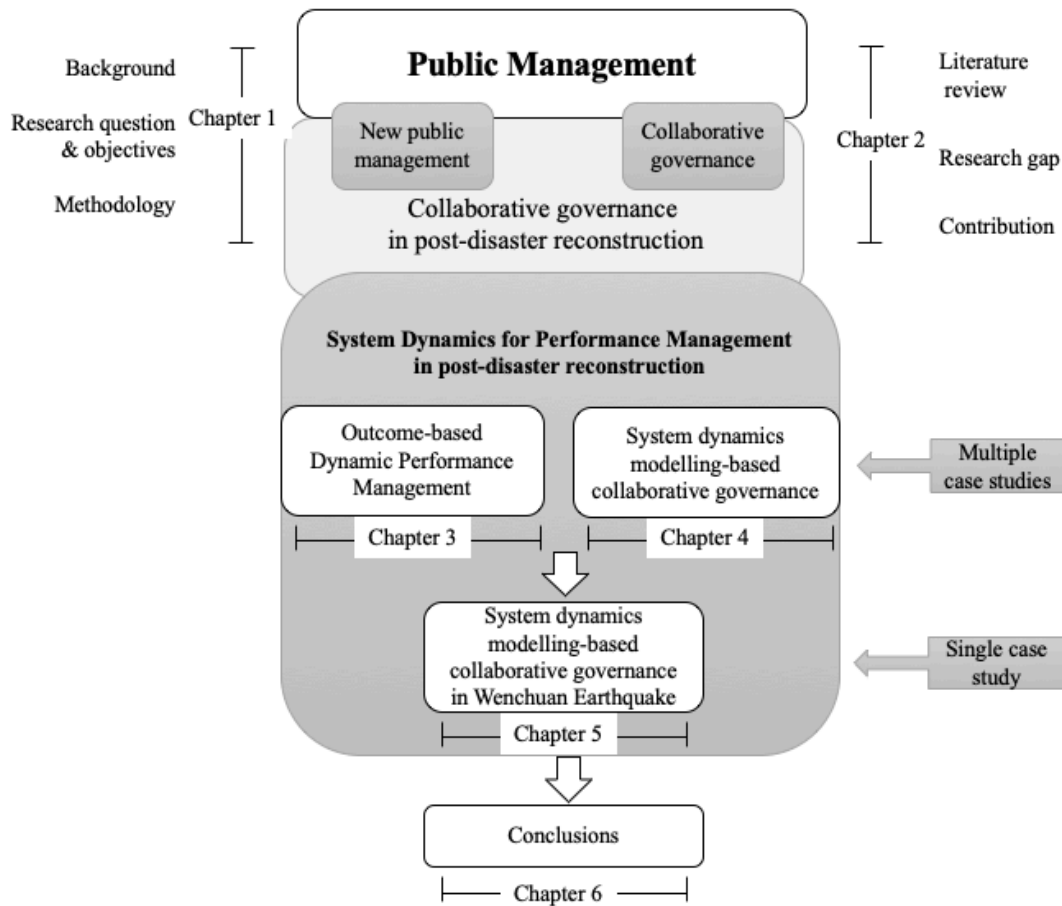 Public Management
Background
Research question
& objectives
Methodology
Chapter 1
New public
management
Collaborative
governance
Collaborative governance
in post-disaster reconstruction
Chapter 2
Literature
review
Research gap
Contribution
System Dynamics for Performance Management
in post-disaster reconstruction
Outcome-based
Dynamic Performance
Management
System dynamics
modelling-based
collaborative governance
Multiple
case studies
Chapter 3
Chapter 4
System dynamics
modelling-based
collaborative governance
in Wenchuan Earthquake
Single case
study
Chapter 5
Conclusions
Chapter 6